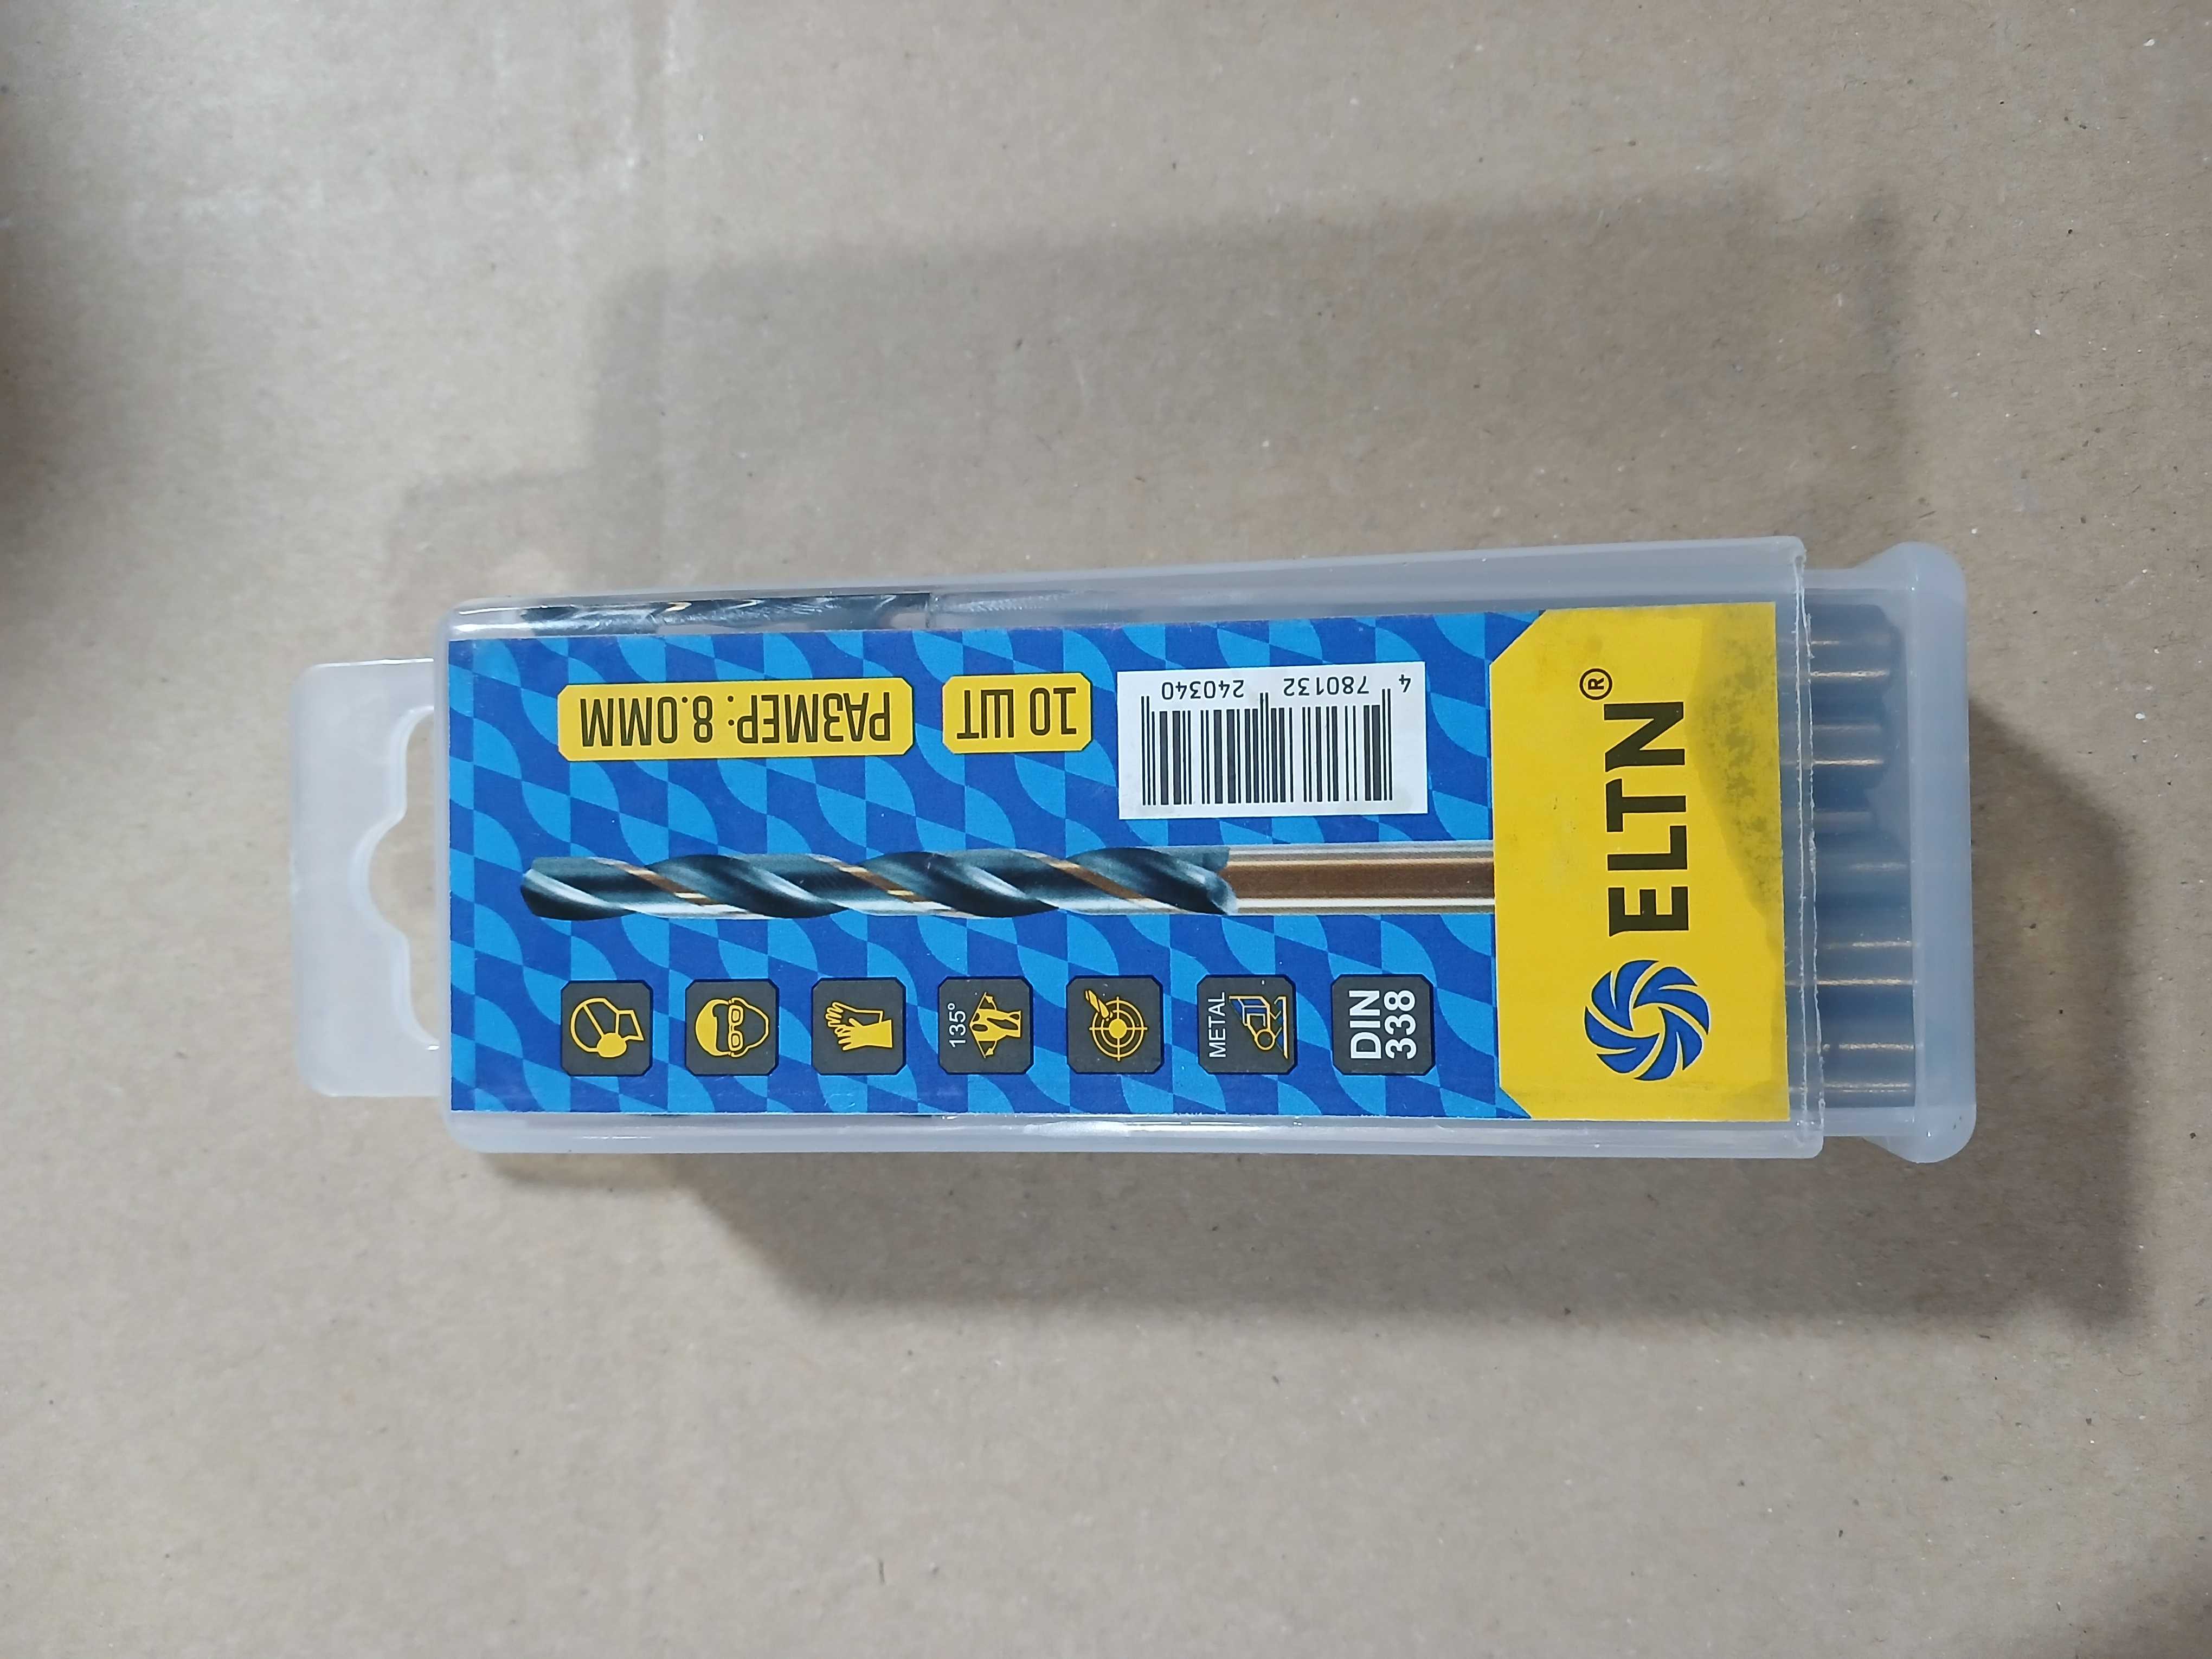 ELTN®
DIN
338
METAL
135°
4 780132 240340
10 ШТ
РАЗМЕР: 8.0ММ